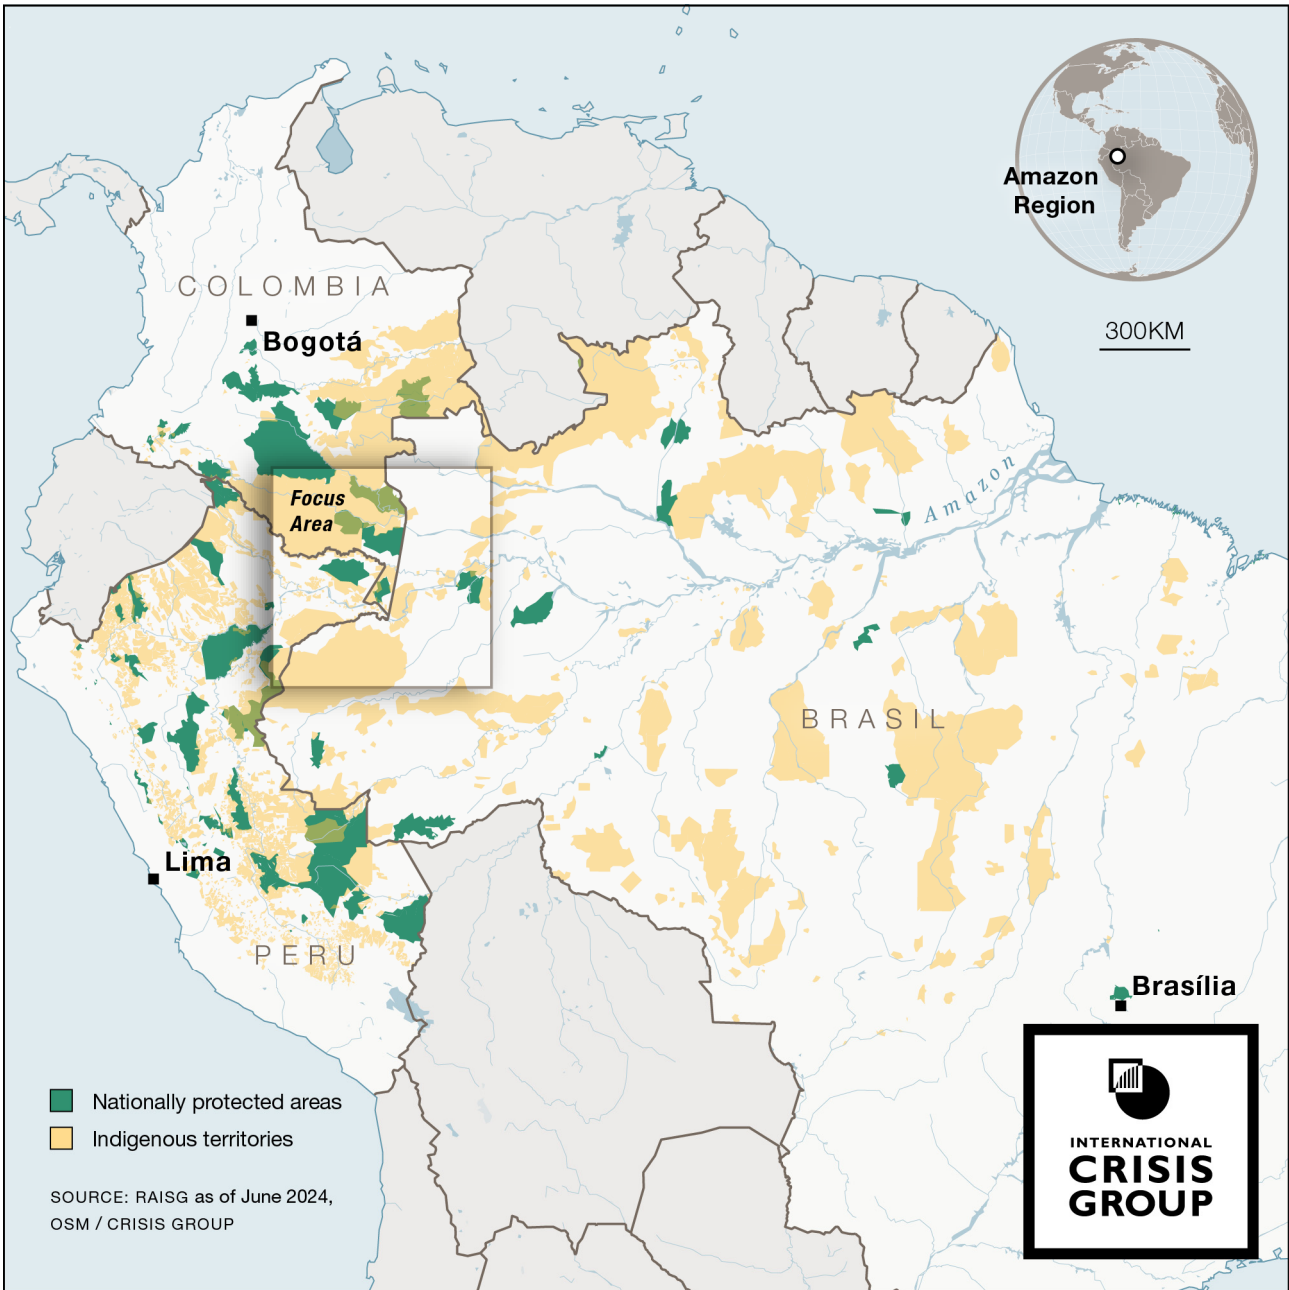 Amazon
Region
300KM
COLOMBIA
Bogotá
Focus
Area
Amazon
BRASIL
Lima
PERU
Brasília
Nationally protected areas
Indigenous territories
SOURCE: RAISG as of June 2024,
OSM / CRISIS GROUP
INTERNATIONAL
CRISIS
GROUP